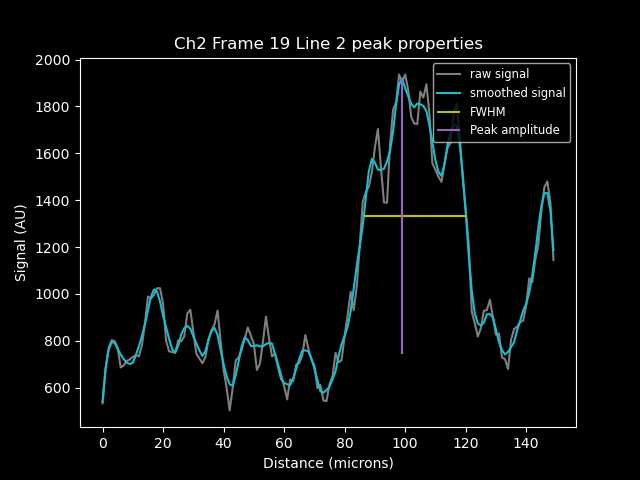 Ch2 Frame 19 Line 2 peak properties
2000
1800
1600
1400
1200
1000
800
600
Signal (AU)
raw signal
smoothed signal
FWHM
Peak amplitude
0 20 40 60 80 100 120 140
Distance (microns)